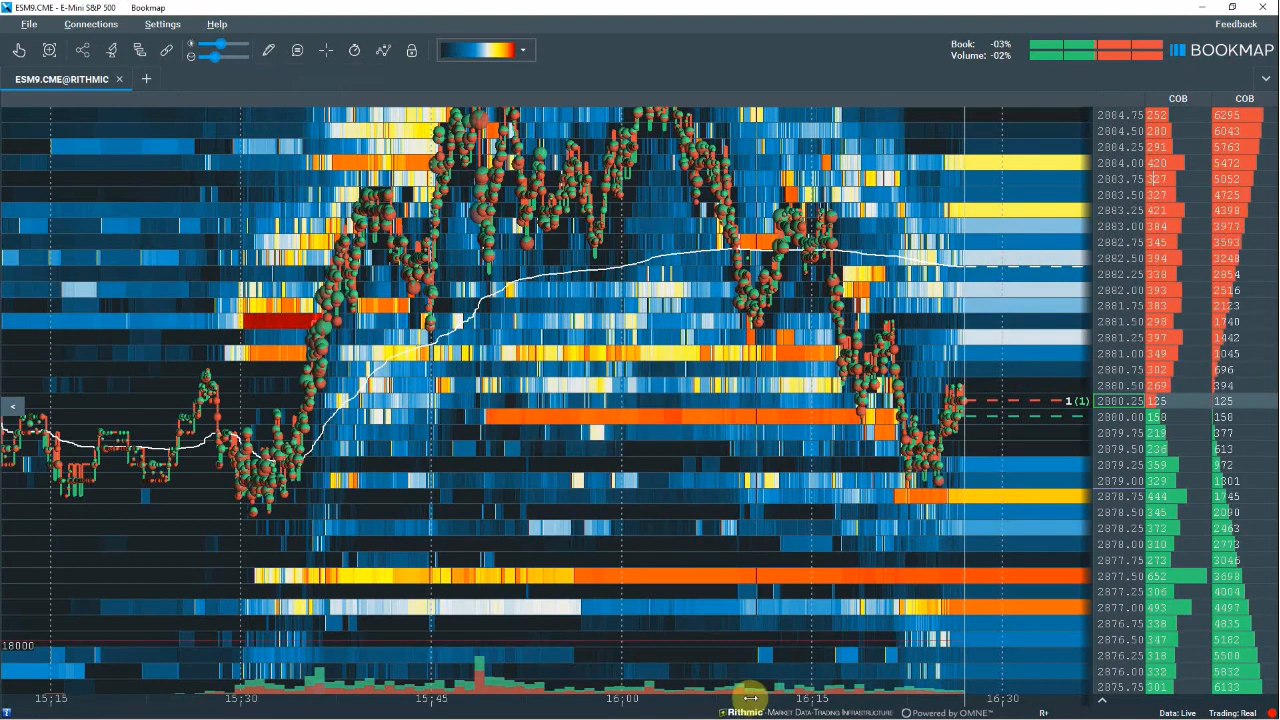 ESM9.CME - E-Mini S&P 500 Bookmap
File Connections Settings Help Feedback
Book: -03%
Volume: -02%
BOOKMAP
ESM9.CME@RITHMIC
COB COB
2884.75 252 6295
2884.50 280 6043
2884.25 291 5763
2884.00 420 5472
2883.75 327 5052
2883.50 327 4725
2883.25 421 4398
2883.00 384 3977
2882.75 345 3593
2882.50 394 3248
2882.25 338 2854
2882.00 393 2516
2881.75 383 2123
2881.50 298 1740
2881.25 397 1442
2881.00 349 1045
2880.75 302 696
2880.50 269 394
1 (1) 2880.25 125 125
2880.00 158 158
2879.75 219 377
2879.50 236 613
2879.25 359 972
2879.00 329 1301
2878.75 444 1745
2878.50 345 2090
2878.25 373 2463
2878.00 310 2773
2877.75 273 3046
2877.50 652 3698
2877.25 306 4004
2877.00 493 4497
2876.75 338 4835
2876.50 347 5182
18000
2876.25 318 5500
2876.00 332 5832
2875.75 301 6133
15:15 15:30 15:45 16:00 16:15 16:30
Rithmic - Market Data-Trading Infrastructure Powered by OMNE™ R+ Data: Live Trading: Real